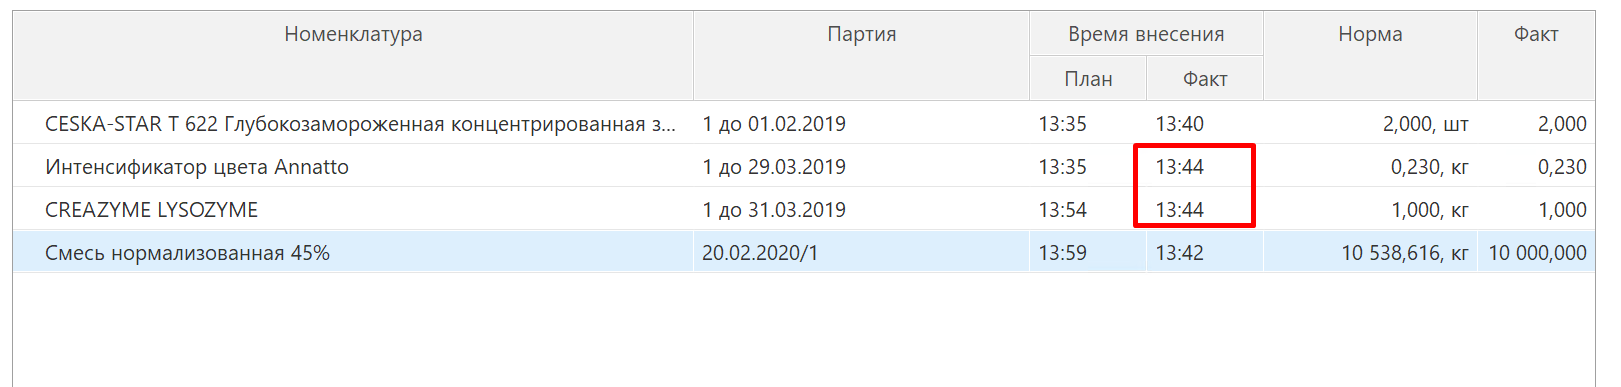 Номенклатура Партия Время внесения Норма Факт
План Факт
CESKA-STAR T 622 Глубокозамороженная концентрированная з... 1 до 01.02.2019 13:35 13:40 2,000, шт 2,000
Интенсификатор цвета Annatto 1 до 29.03.2019 13:35 13:44 0,230, кг 0,230
CREAZYME LYSOZYME 1 до 31.03.2019 13:54 13:44 1,000, кг 1,000
Смесь нормализованная 45% 20.02.2020/1 13:59 13:42 10 538,616, кг 10 000,000